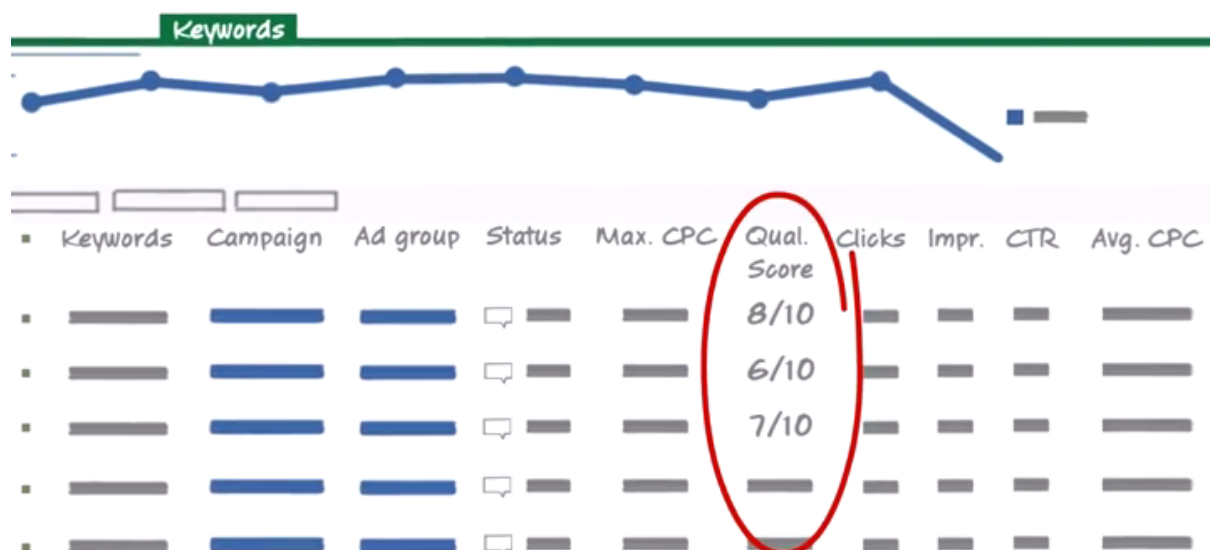 Keywords
Keywords Campaign Ad group Status Max. CPC Qual. Score Clicks Impr. CTR Avg. CPC
8/10
6/10
7/10